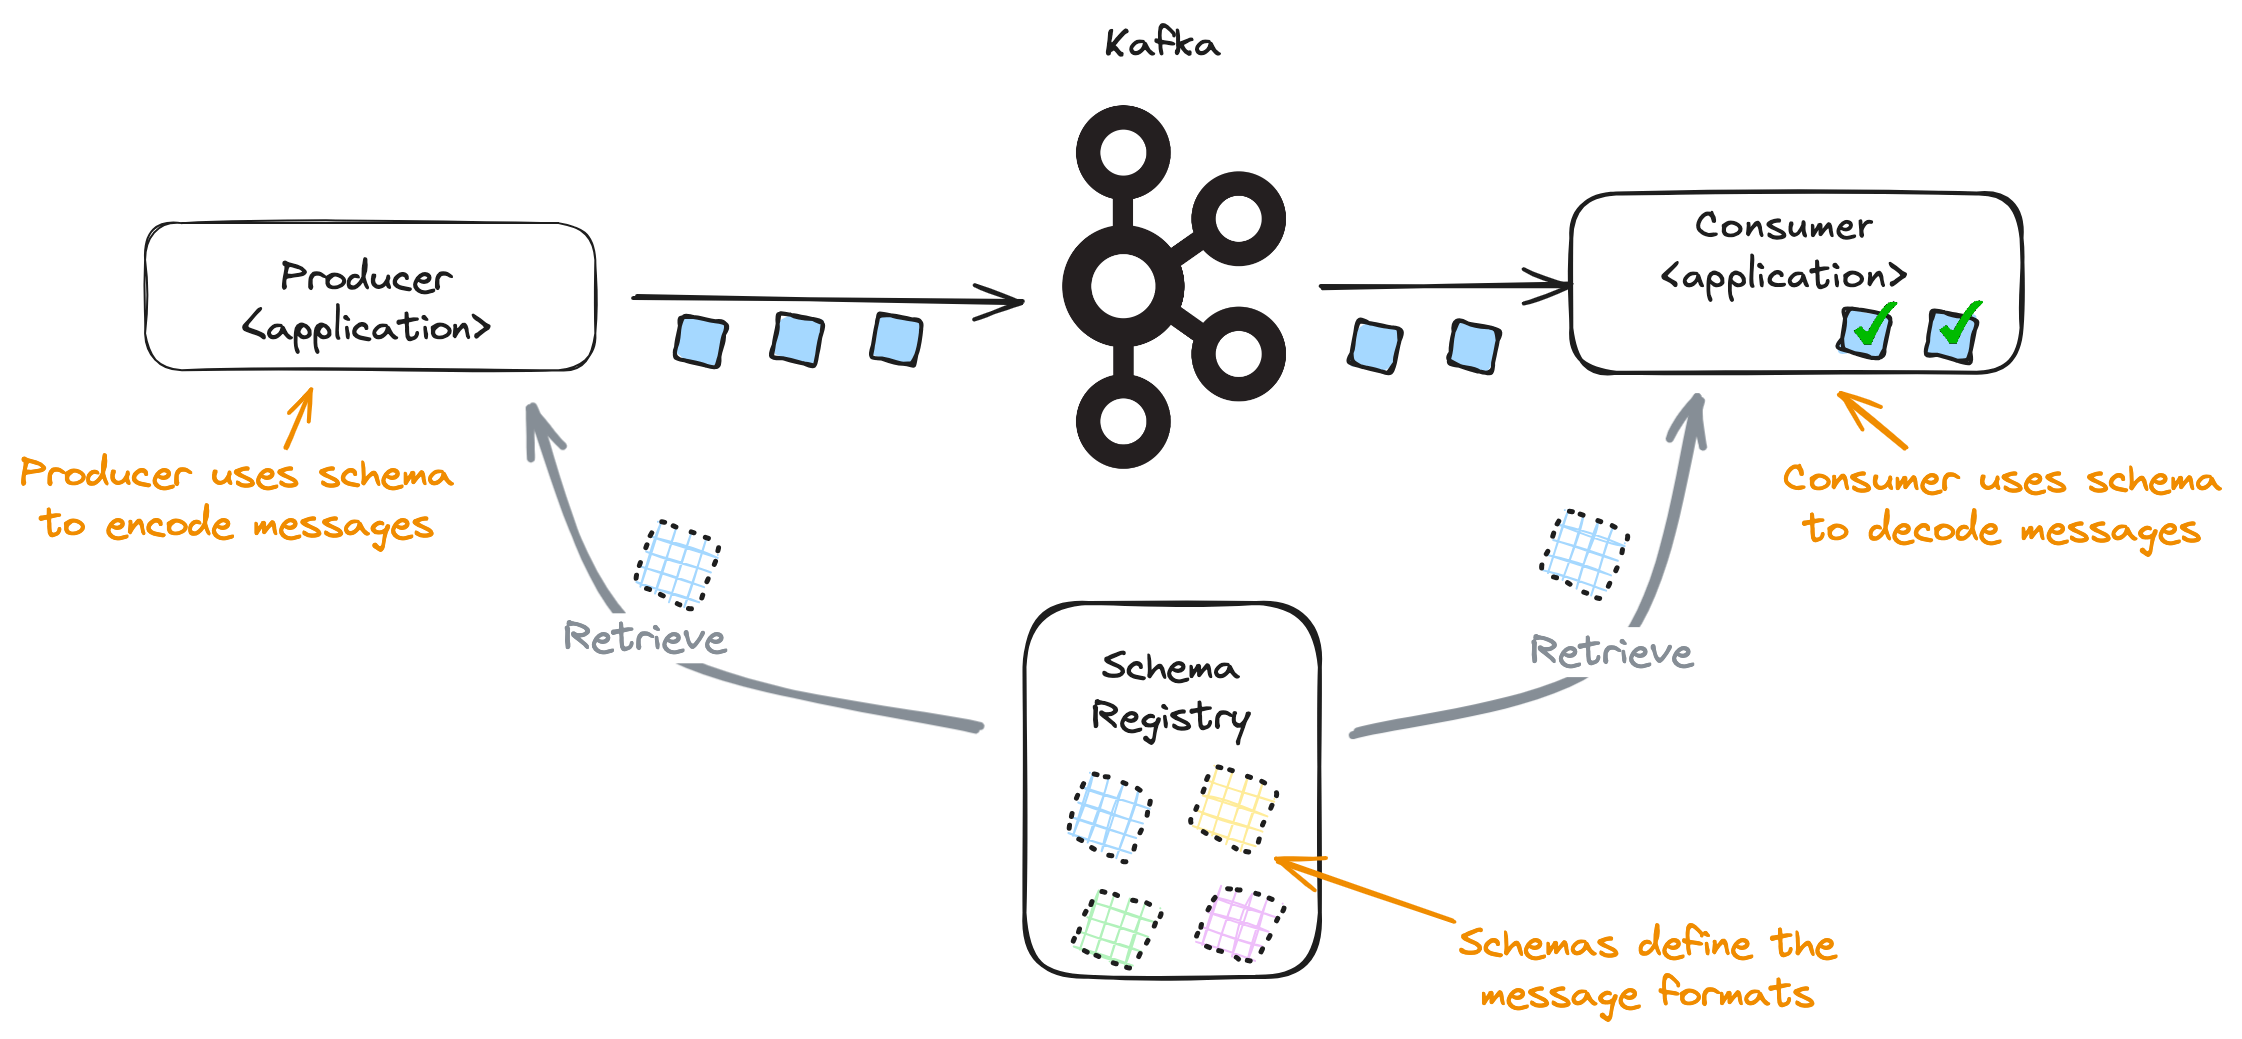 Kafka
Producer
<application>
Consumer
<application>
Producer uses schema
to encode messages
Consumer uses schema
to decode messages
Retrieve
Retrieve
Schema
Registry
Schemas define the
message formats